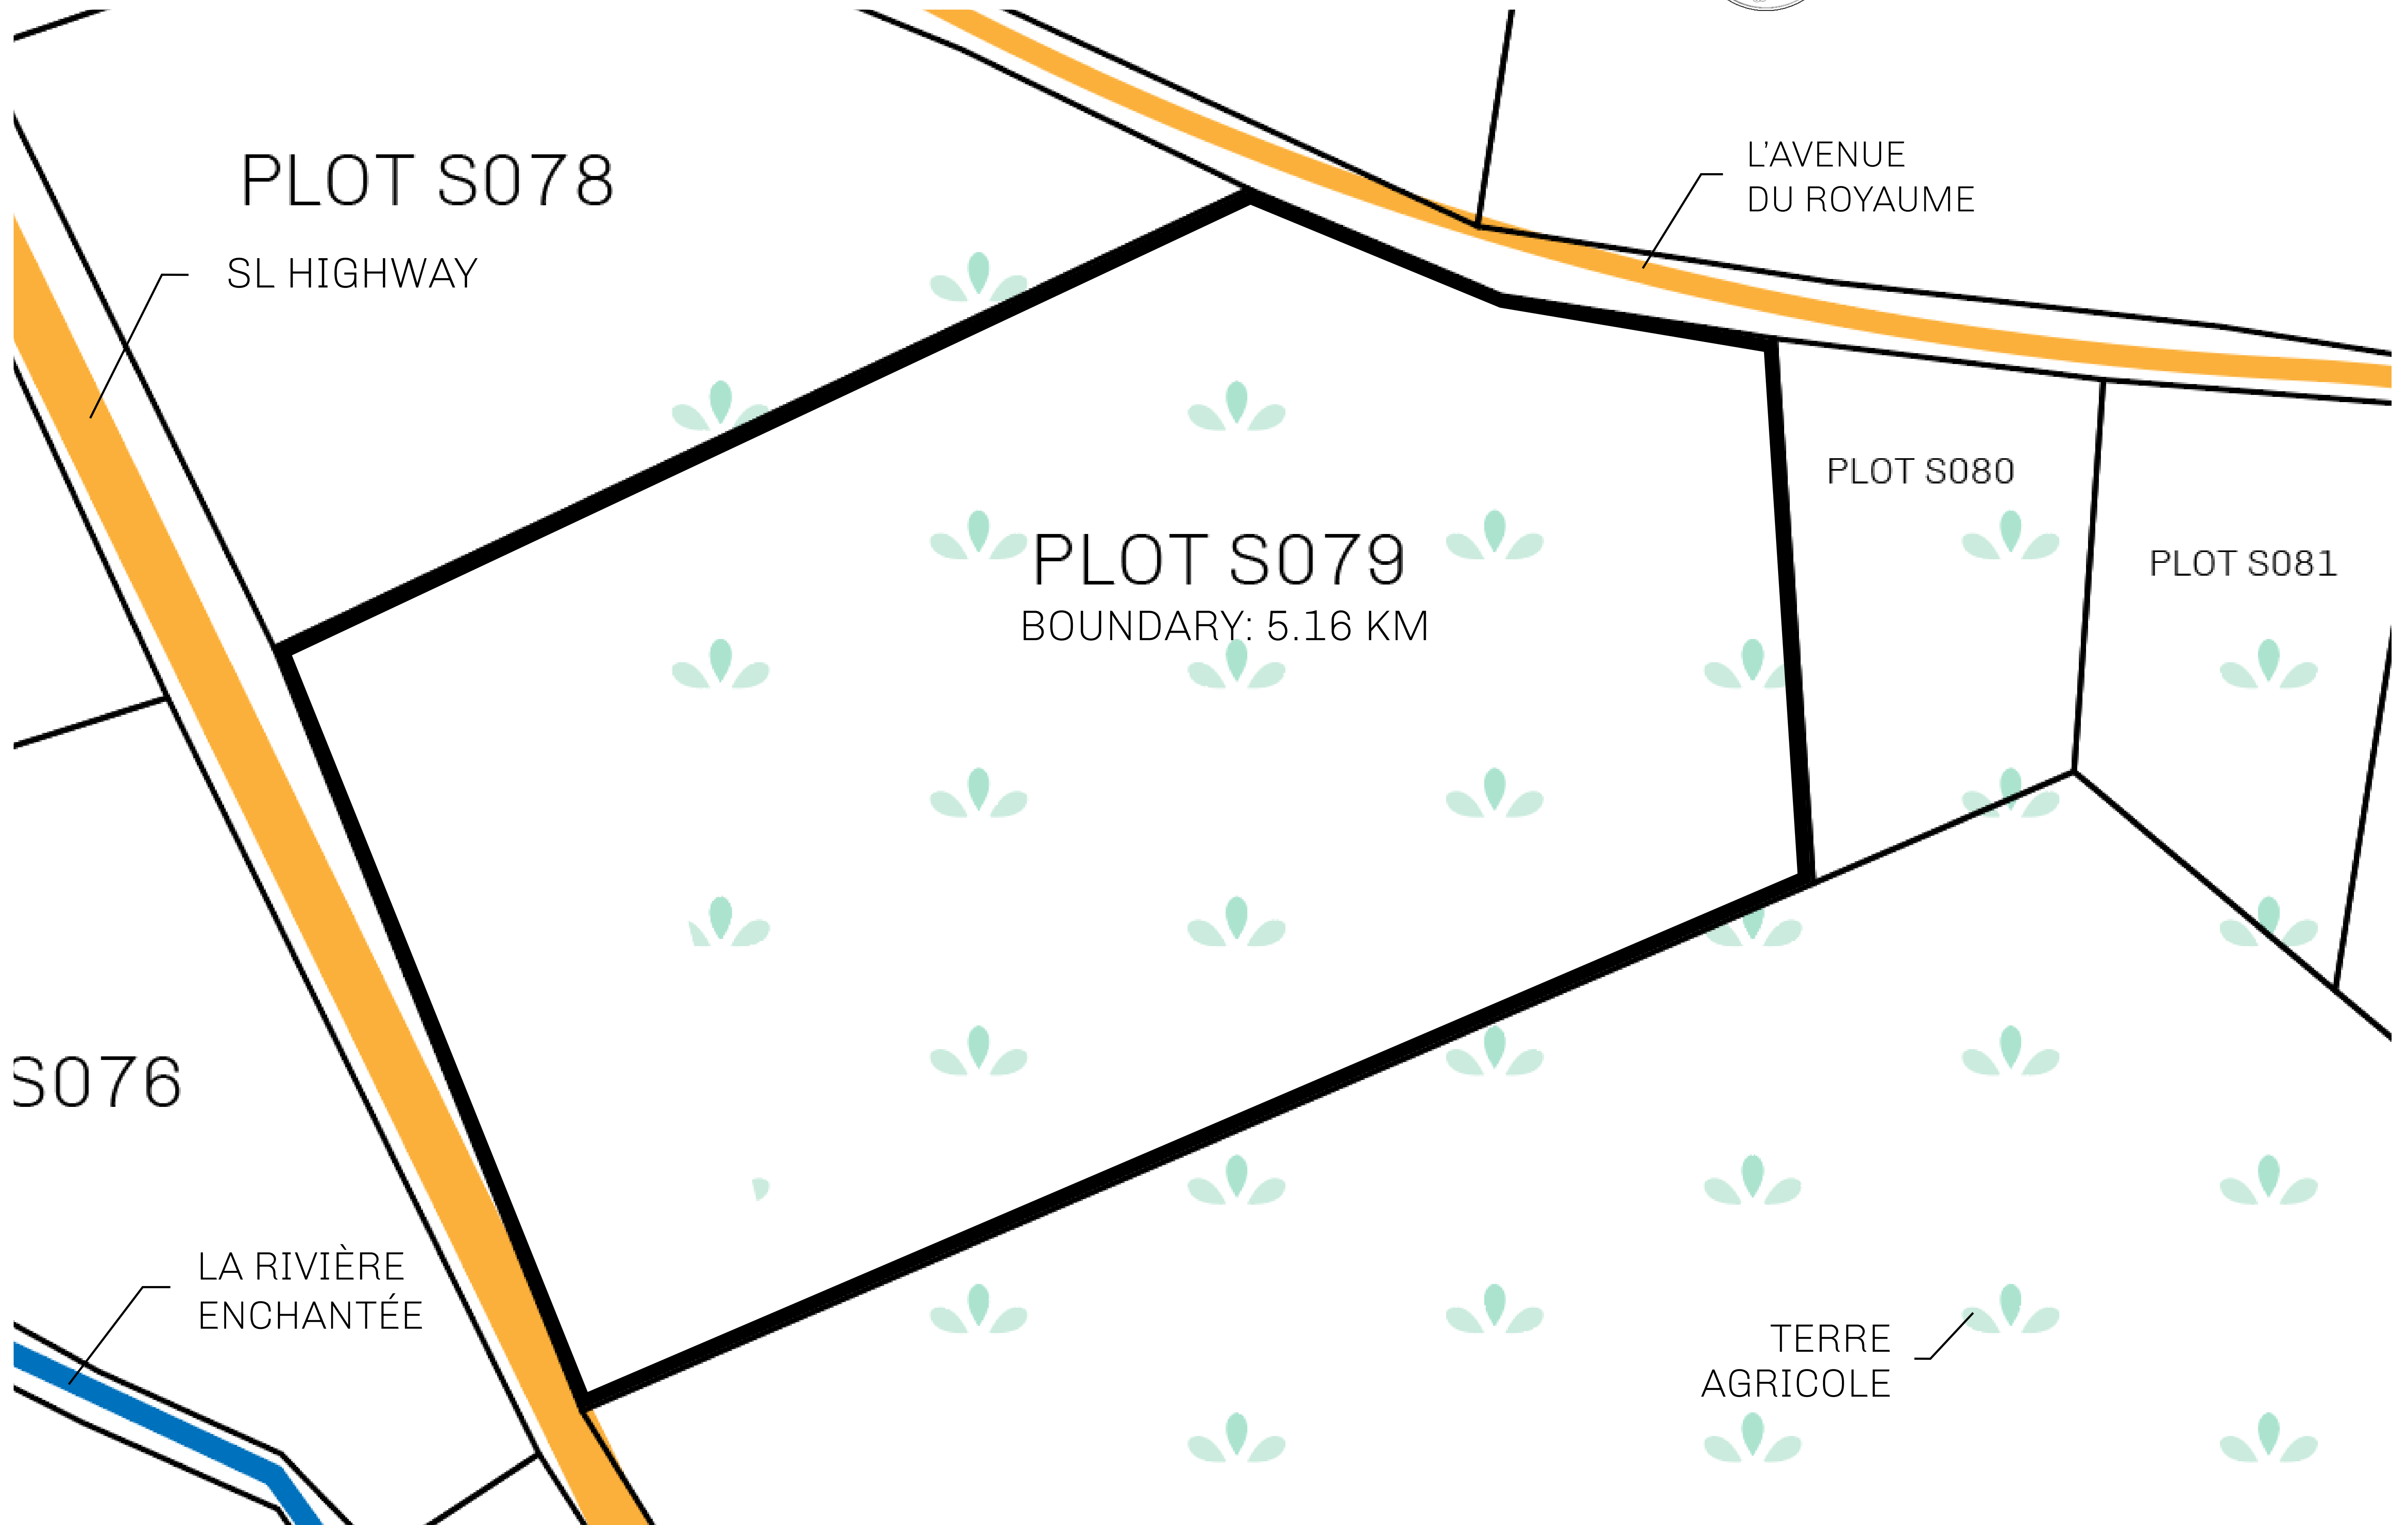 PLOT S078
SL HIGHWAY
L'AVENUE
DU ROYAUME
PLOT S080
PLOT S081
PLOT S079
BOUNDARY: 5.16 KM
S076
LA RIVIÈRE
ENCHANTÉE
TERRE
AGRICOLE